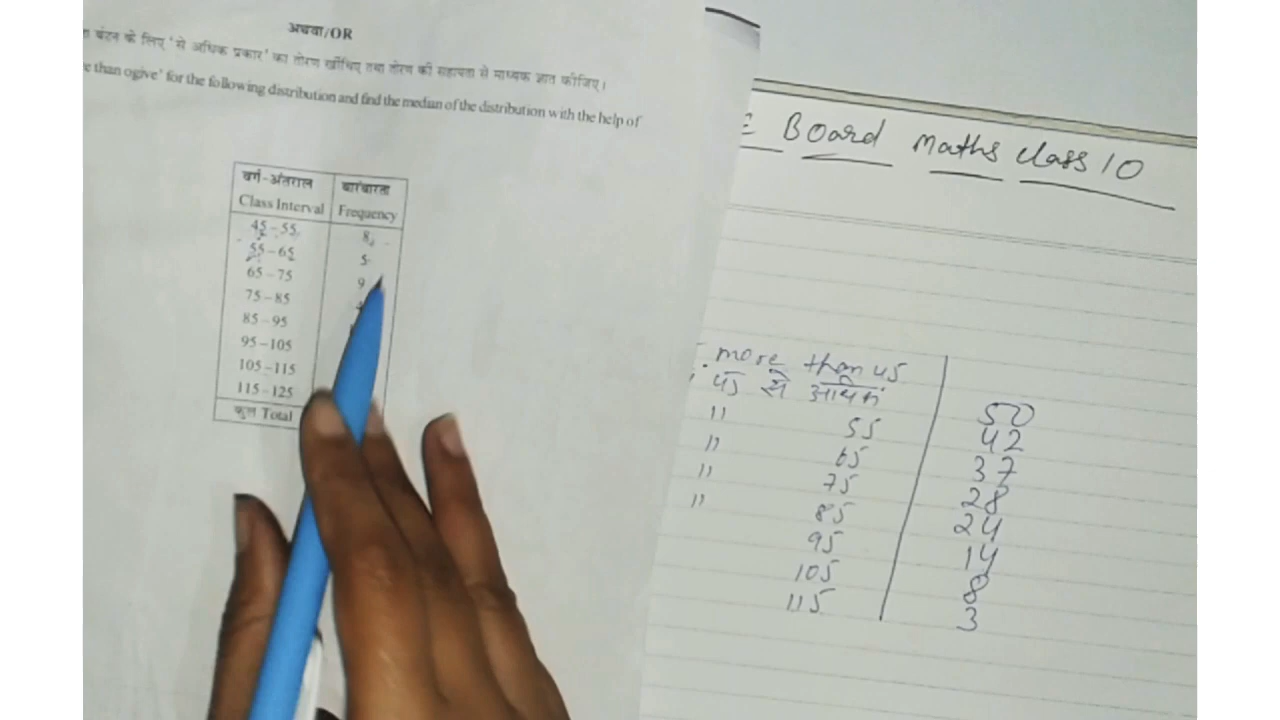 अथवा/OR
बंटन के लिए 'से अधिक प्रकार' का तोरण खींचिए तथा तोरण की सहायता से माध्यक ज्ञात कीजिए।
than ogive' for the following distribution and find the median of the distribution with the help of
वर्ग-अंतराल बारंबारता
Class Interval Frequency
45-55 8
55-65 5
65-75 9
75-85
85-95
95-105
105-115
115-125
कुल Total
Board Maths Class 10
more than 45
45 से अधिक 50
" 55 42
" 65 37
" 75 28
" 85 24
95 14
105 8
115 3